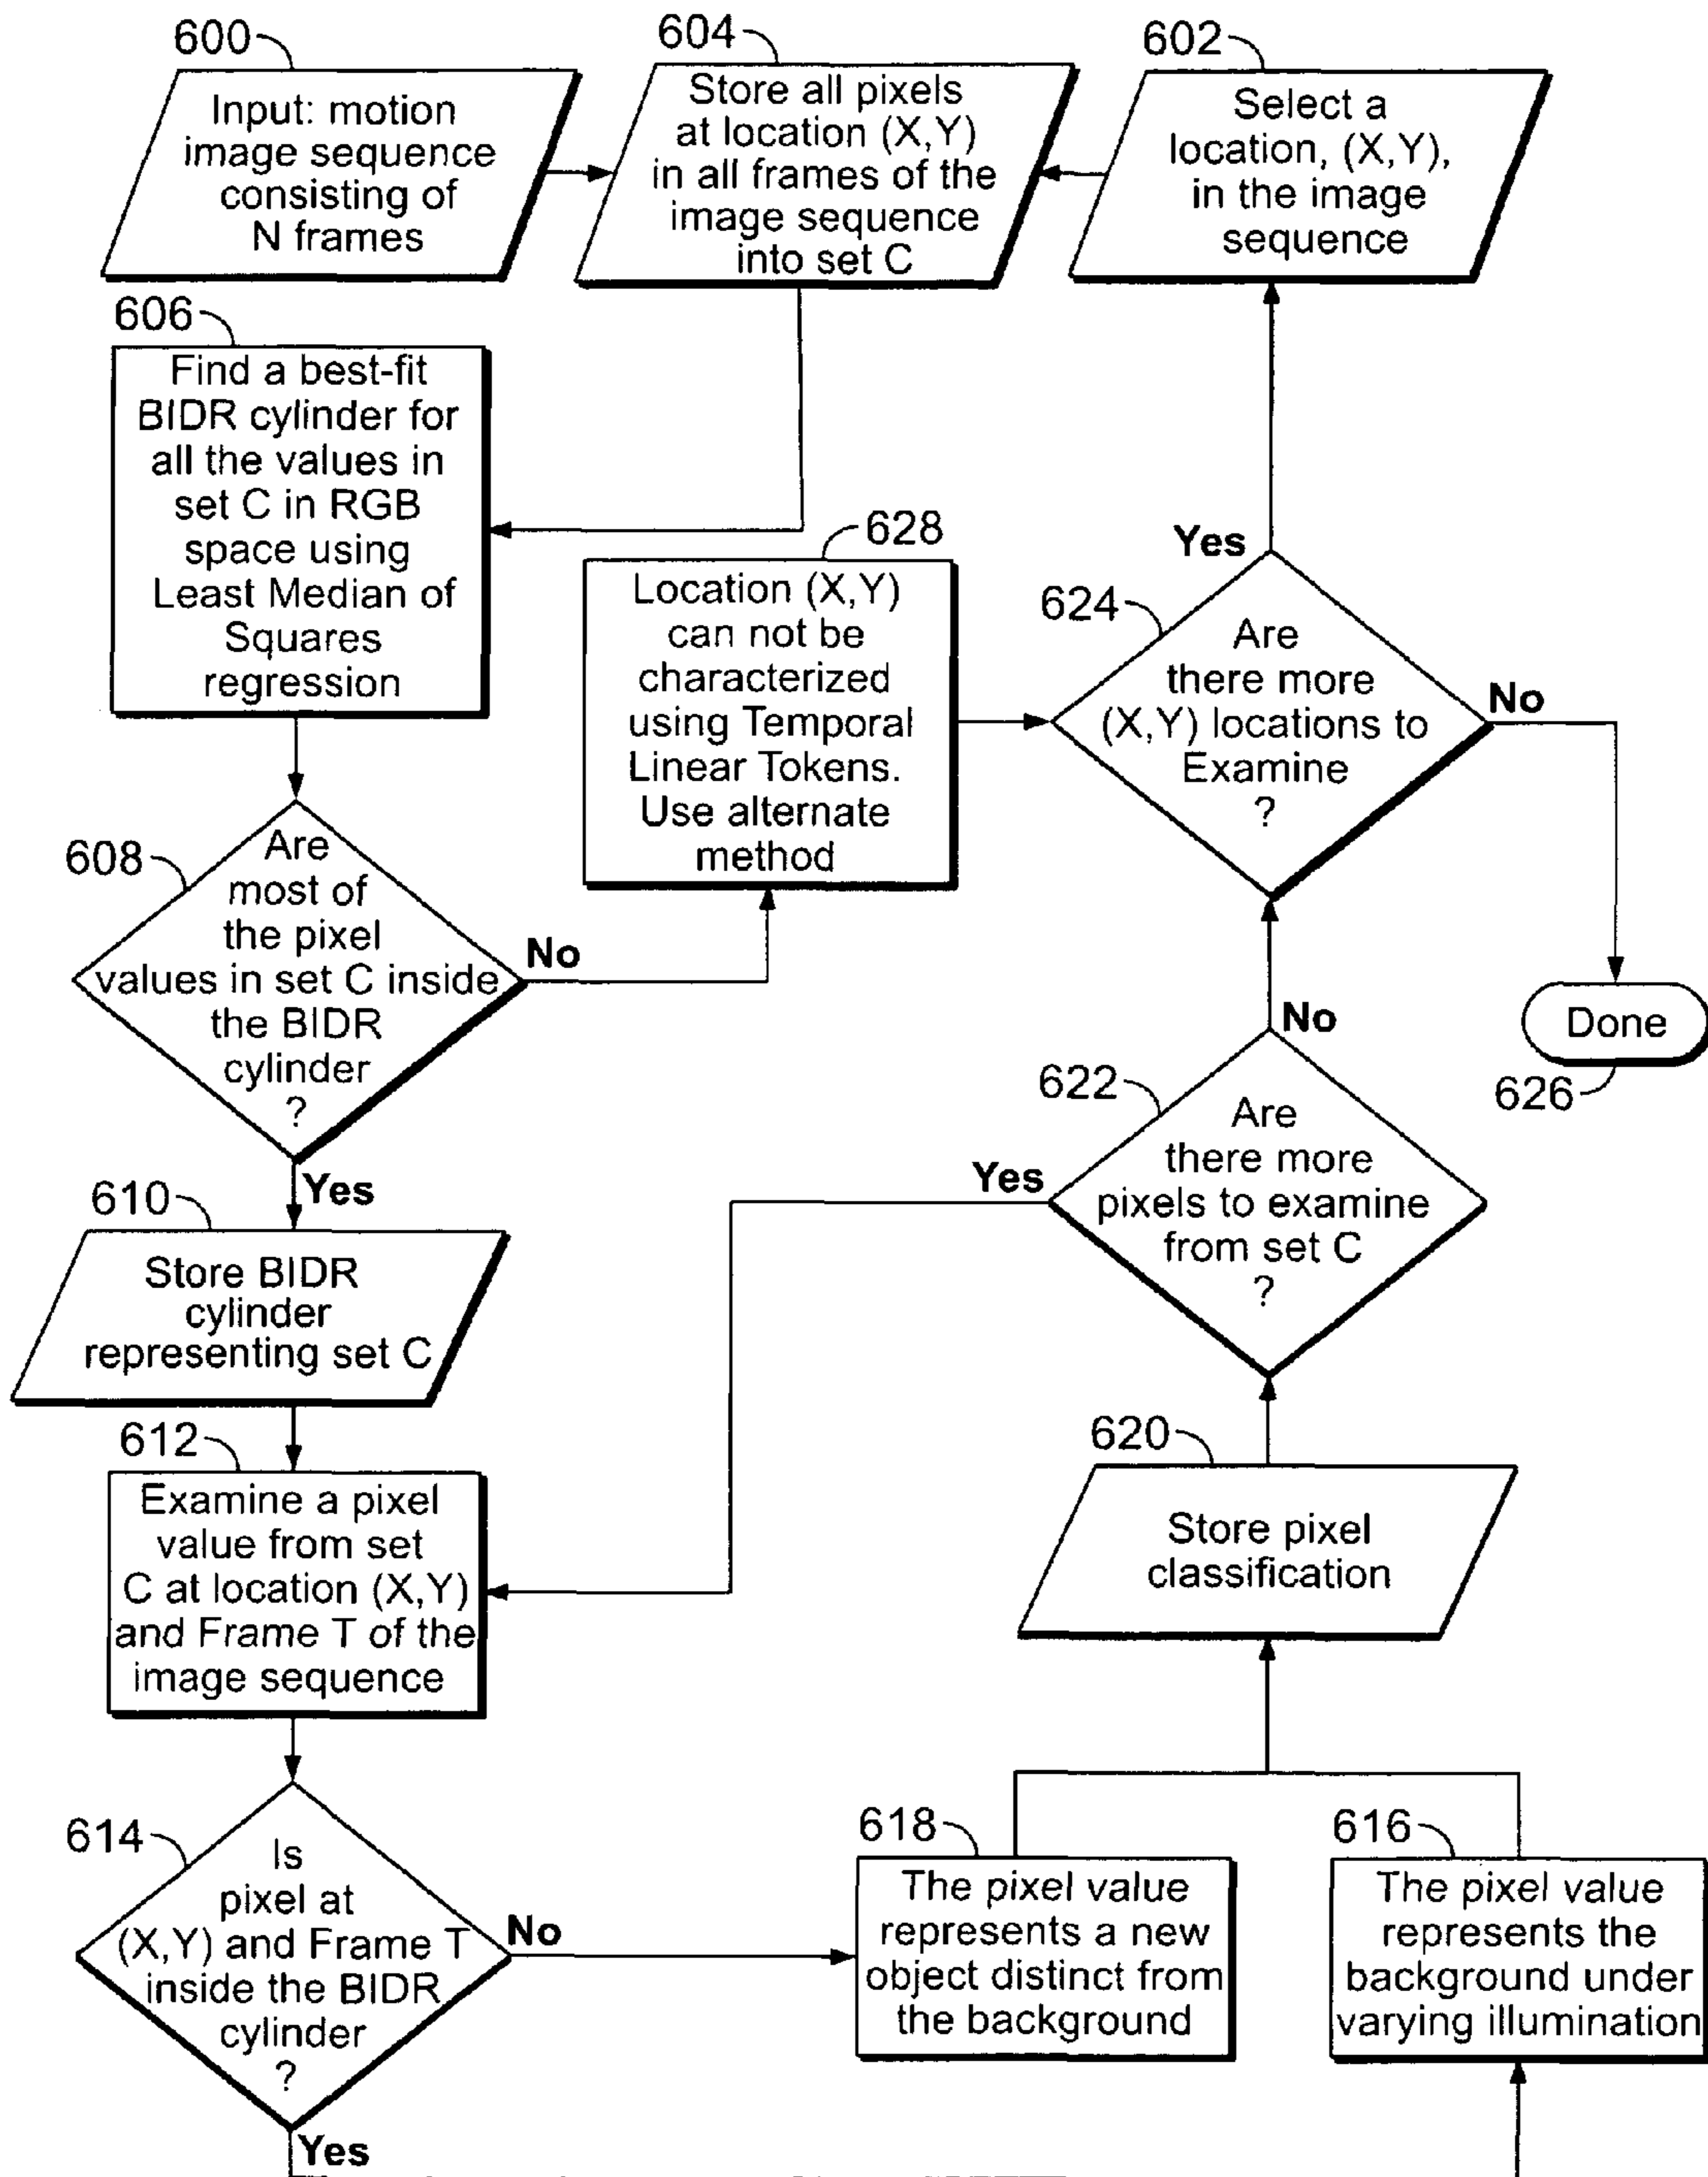 600
Input: motion
image sequence
consisting of
N frames
604
Store all pixels
at location (X,Y)
in all frames of the
image sequence
into set C
602
Select a
location, (X,Y),
in the image
sequence
606
Find a best-fit
BIDR cylinder for
all the values in
set C in RGB
space using
Least Median of
Squares
regression
628
Location (X,Y)
can not be
characterized
using Temporal
Linear Tokens.
Use alternate
method
Yes
624
Are
there more
(X,Y) locations to
Examine
?
No
608
Are
most of
the pixel
values in set C inside
the BIDR
cylinder
?
No
Yes
Done
626
No
622
Are
there more
pixels to examine
from set C
?
Yes
610
Store BIDR
cylinder
representing set C
612
Examine a pixel
value from set
C at location (X,Y)
and Frame T of the
image sequence
620
Store pixel
classification
614
Is
pixel at
(X,Y) and Frame T
inside the BIDR
cylinder
?
No
Yes
618
The pixel value
represents a new
object distinct from
the background
616
The pixel value
represents the
background under
varying illumination